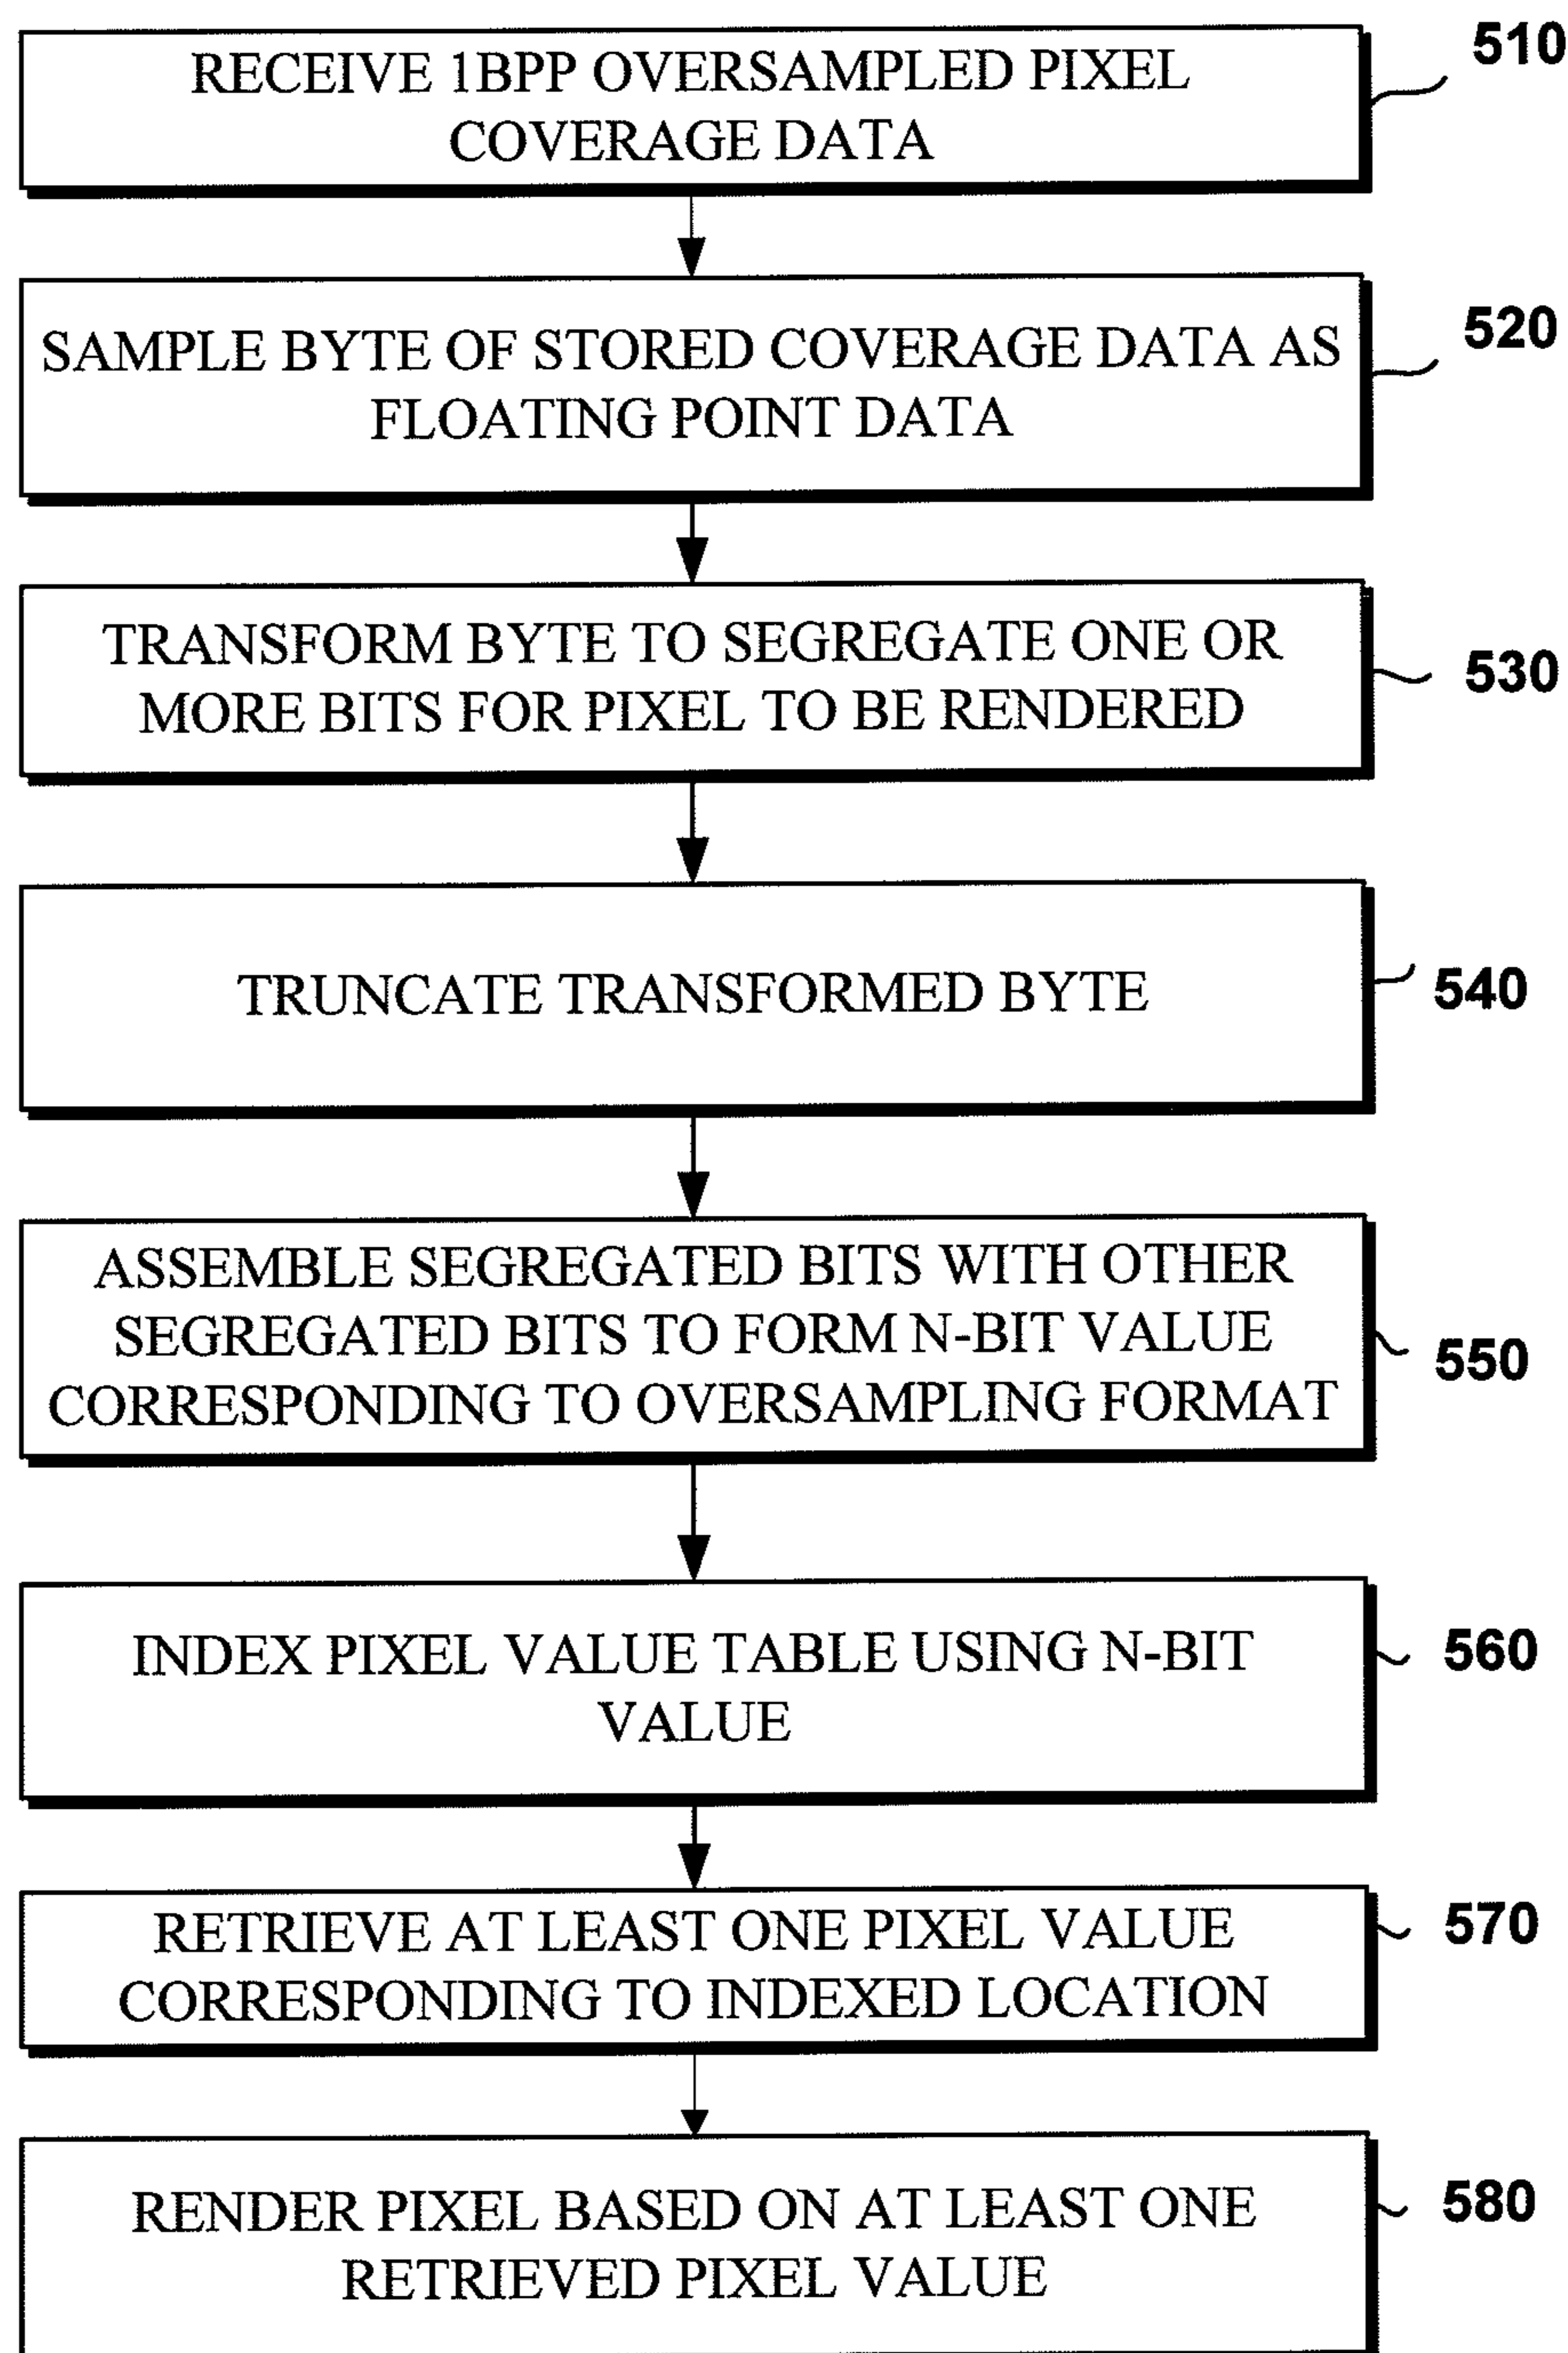 RECEIVE 1BPP OVERSAMPLED PIXEL
COVERAGE DATA
510
SAMPLE BYTE OF STORED COVERAGE DATA AS
FLOATING POINT DATA
520
TRANSFORM BYTE TO SEGREGATE ONE OR
MORE BITS FOR PIXEL TO BE RENDERED
530
TRUNCATE TRANSFORMED BYTE
540
ASSEMBLE SEGREGATED BITS WITH OTHER
SEGREGATED BITS TO FORM N-BIT VALUE
CORRESPONDING TO OVERSAMPLING FORMAT
550
INDEX PIXEL VALUE TABLE USING N-BIT
VALUE
560
RETRIEVE AT LEAST ONE PIXEL VALUE
CORRESPONDING TO INDEXED LOCATION
570
RENDER PIXEL BASED ON AT LEAST ONE
RETRIEVED PIXEL VALUE
580